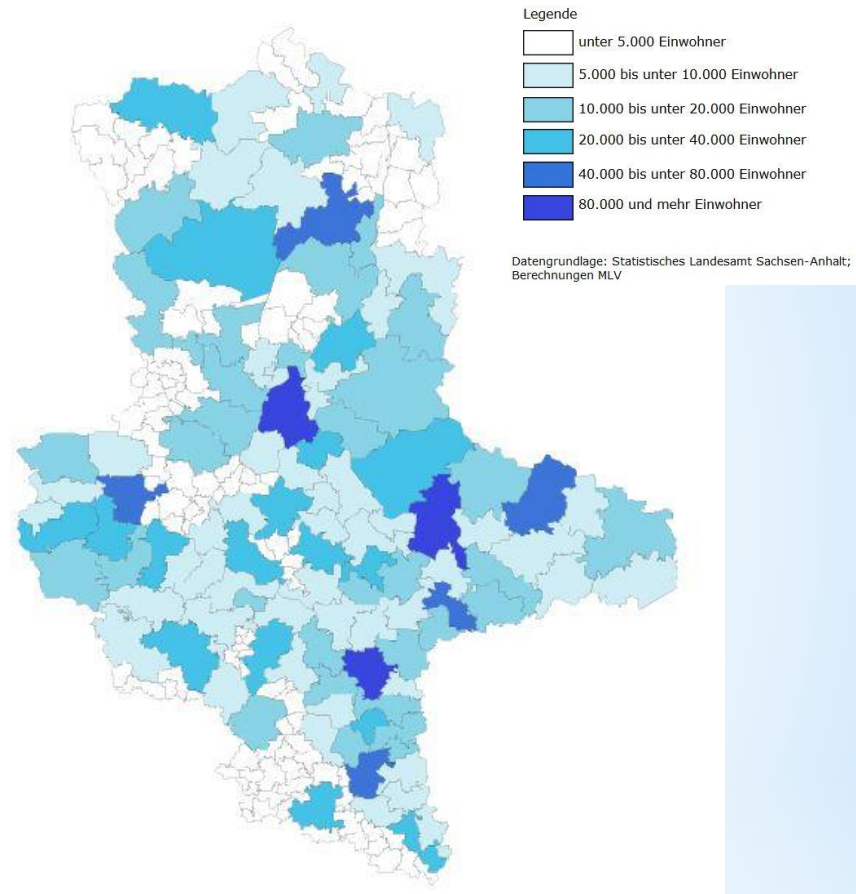 Legende
unter 5.000 Einwohner
5.000 bis unter 10.000 Einwohner
10.000 bis unter 20.000 Einwohner
20.000 bis unter 40.000 Einwohner
40.000 bis unter 80.000 Einwohner
80.000 und mehr Einwohner
Datengrundlage: Statistisches Landesamt Sachsen-Anhalt;
Berechnungen MLV